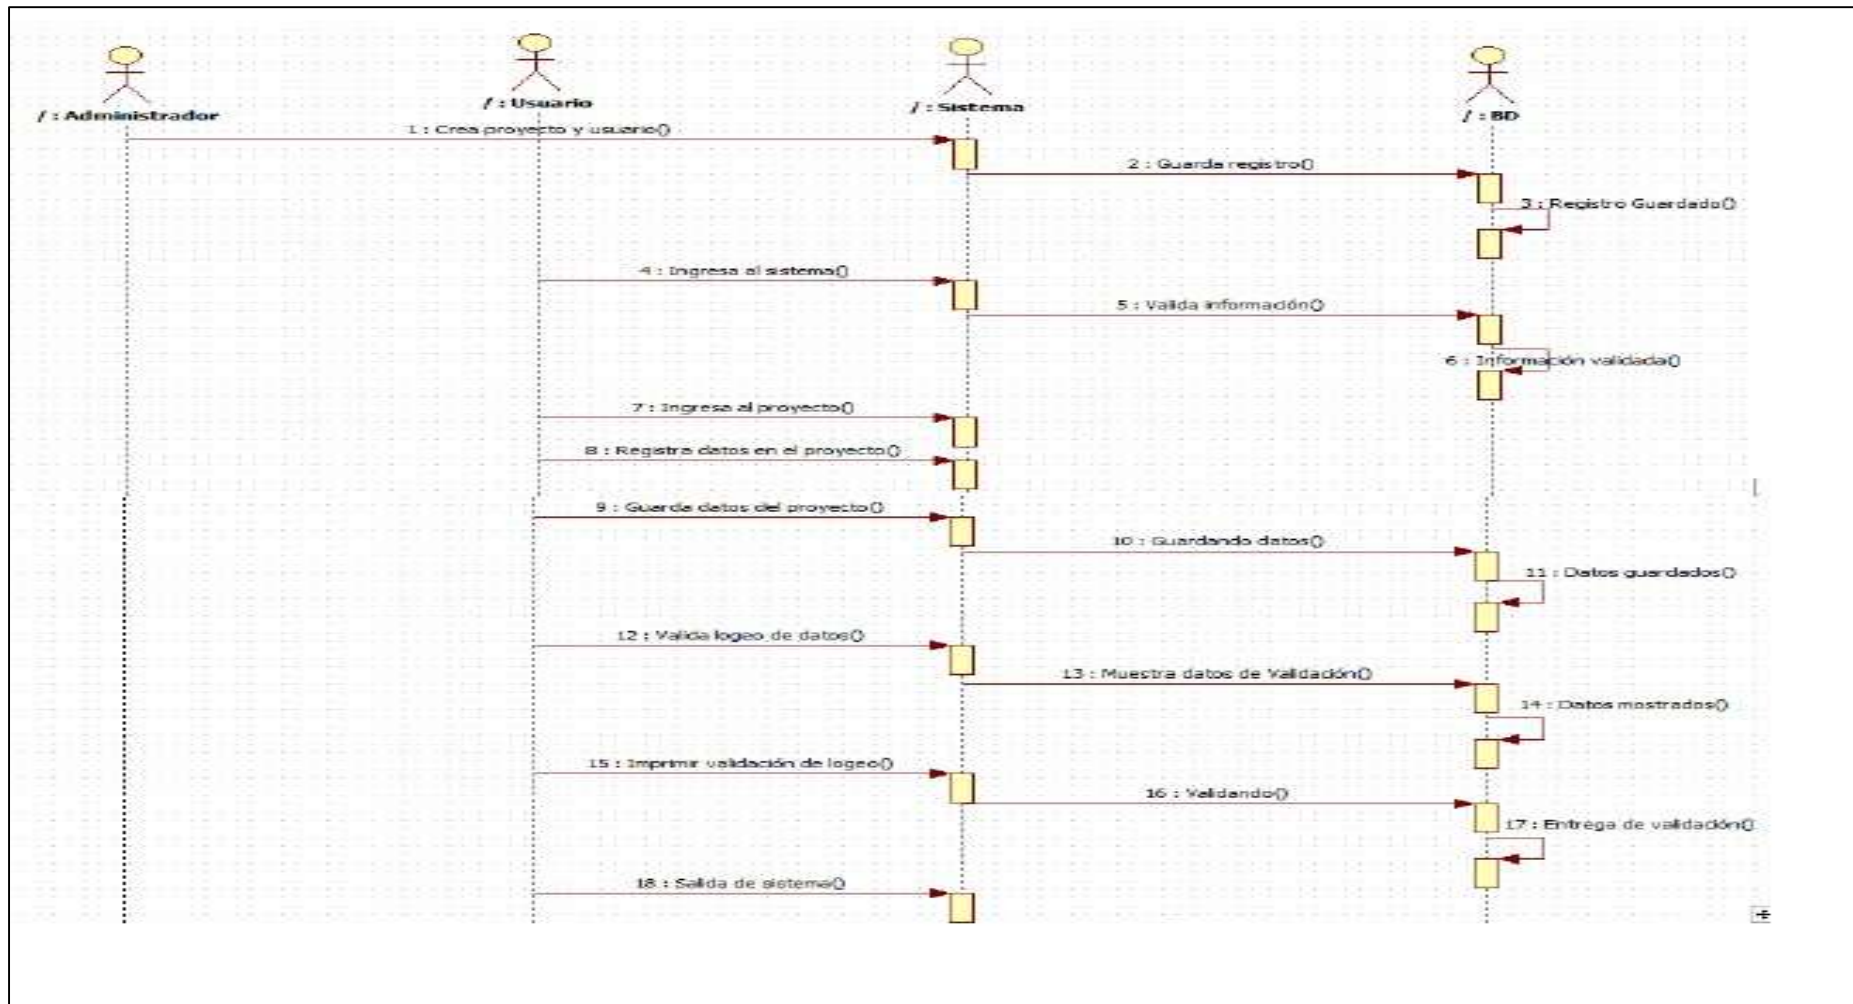 / : Administrador
/ : Usuario
/ : Sistema
/ : BD
1 : Crea proyecto y usuario()
2 : Guarda registro()
3 : Registro Guardado()
4 : Ingresa al sistema()
5 : Valida información()
6 : Información validada()
7 : Ingresa al proyecto()
8 : Registra datos en el proyecto()
9 : Guarda datos del proyecto()
10 : Guardando datos()
11 : Datos guardados()
12 : Valida logeo de datos()
13 : Muestra datos de Validación()
14 : Datos mostrados()
15 : Imprimir validación de logeo()
16 : Validando()
17 : Entrega de validación()
18 : Salida de sistema()